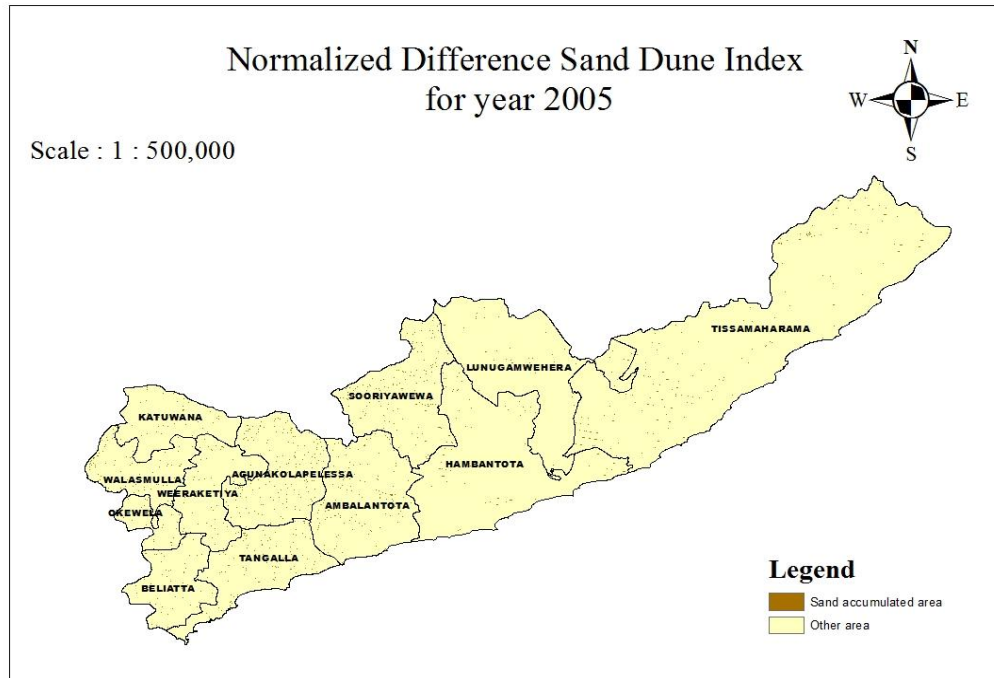 Normalized Difference Sand Dune Index
for year 2005
N
W
E
S
Scale : 1 : 500,000
TISSAMAHARAMA
LUNUGAMWEHERA
SOORIYAWEWA
KATUWANA
HAMBANTOTA
AGUNAKOLAPELESSA
WALASMULLA
WEERAKETIYA
AMBALANTOTA
OKEWELA
TANGALLA
BELIATTA
Legend
Sand accumulated area
Other area